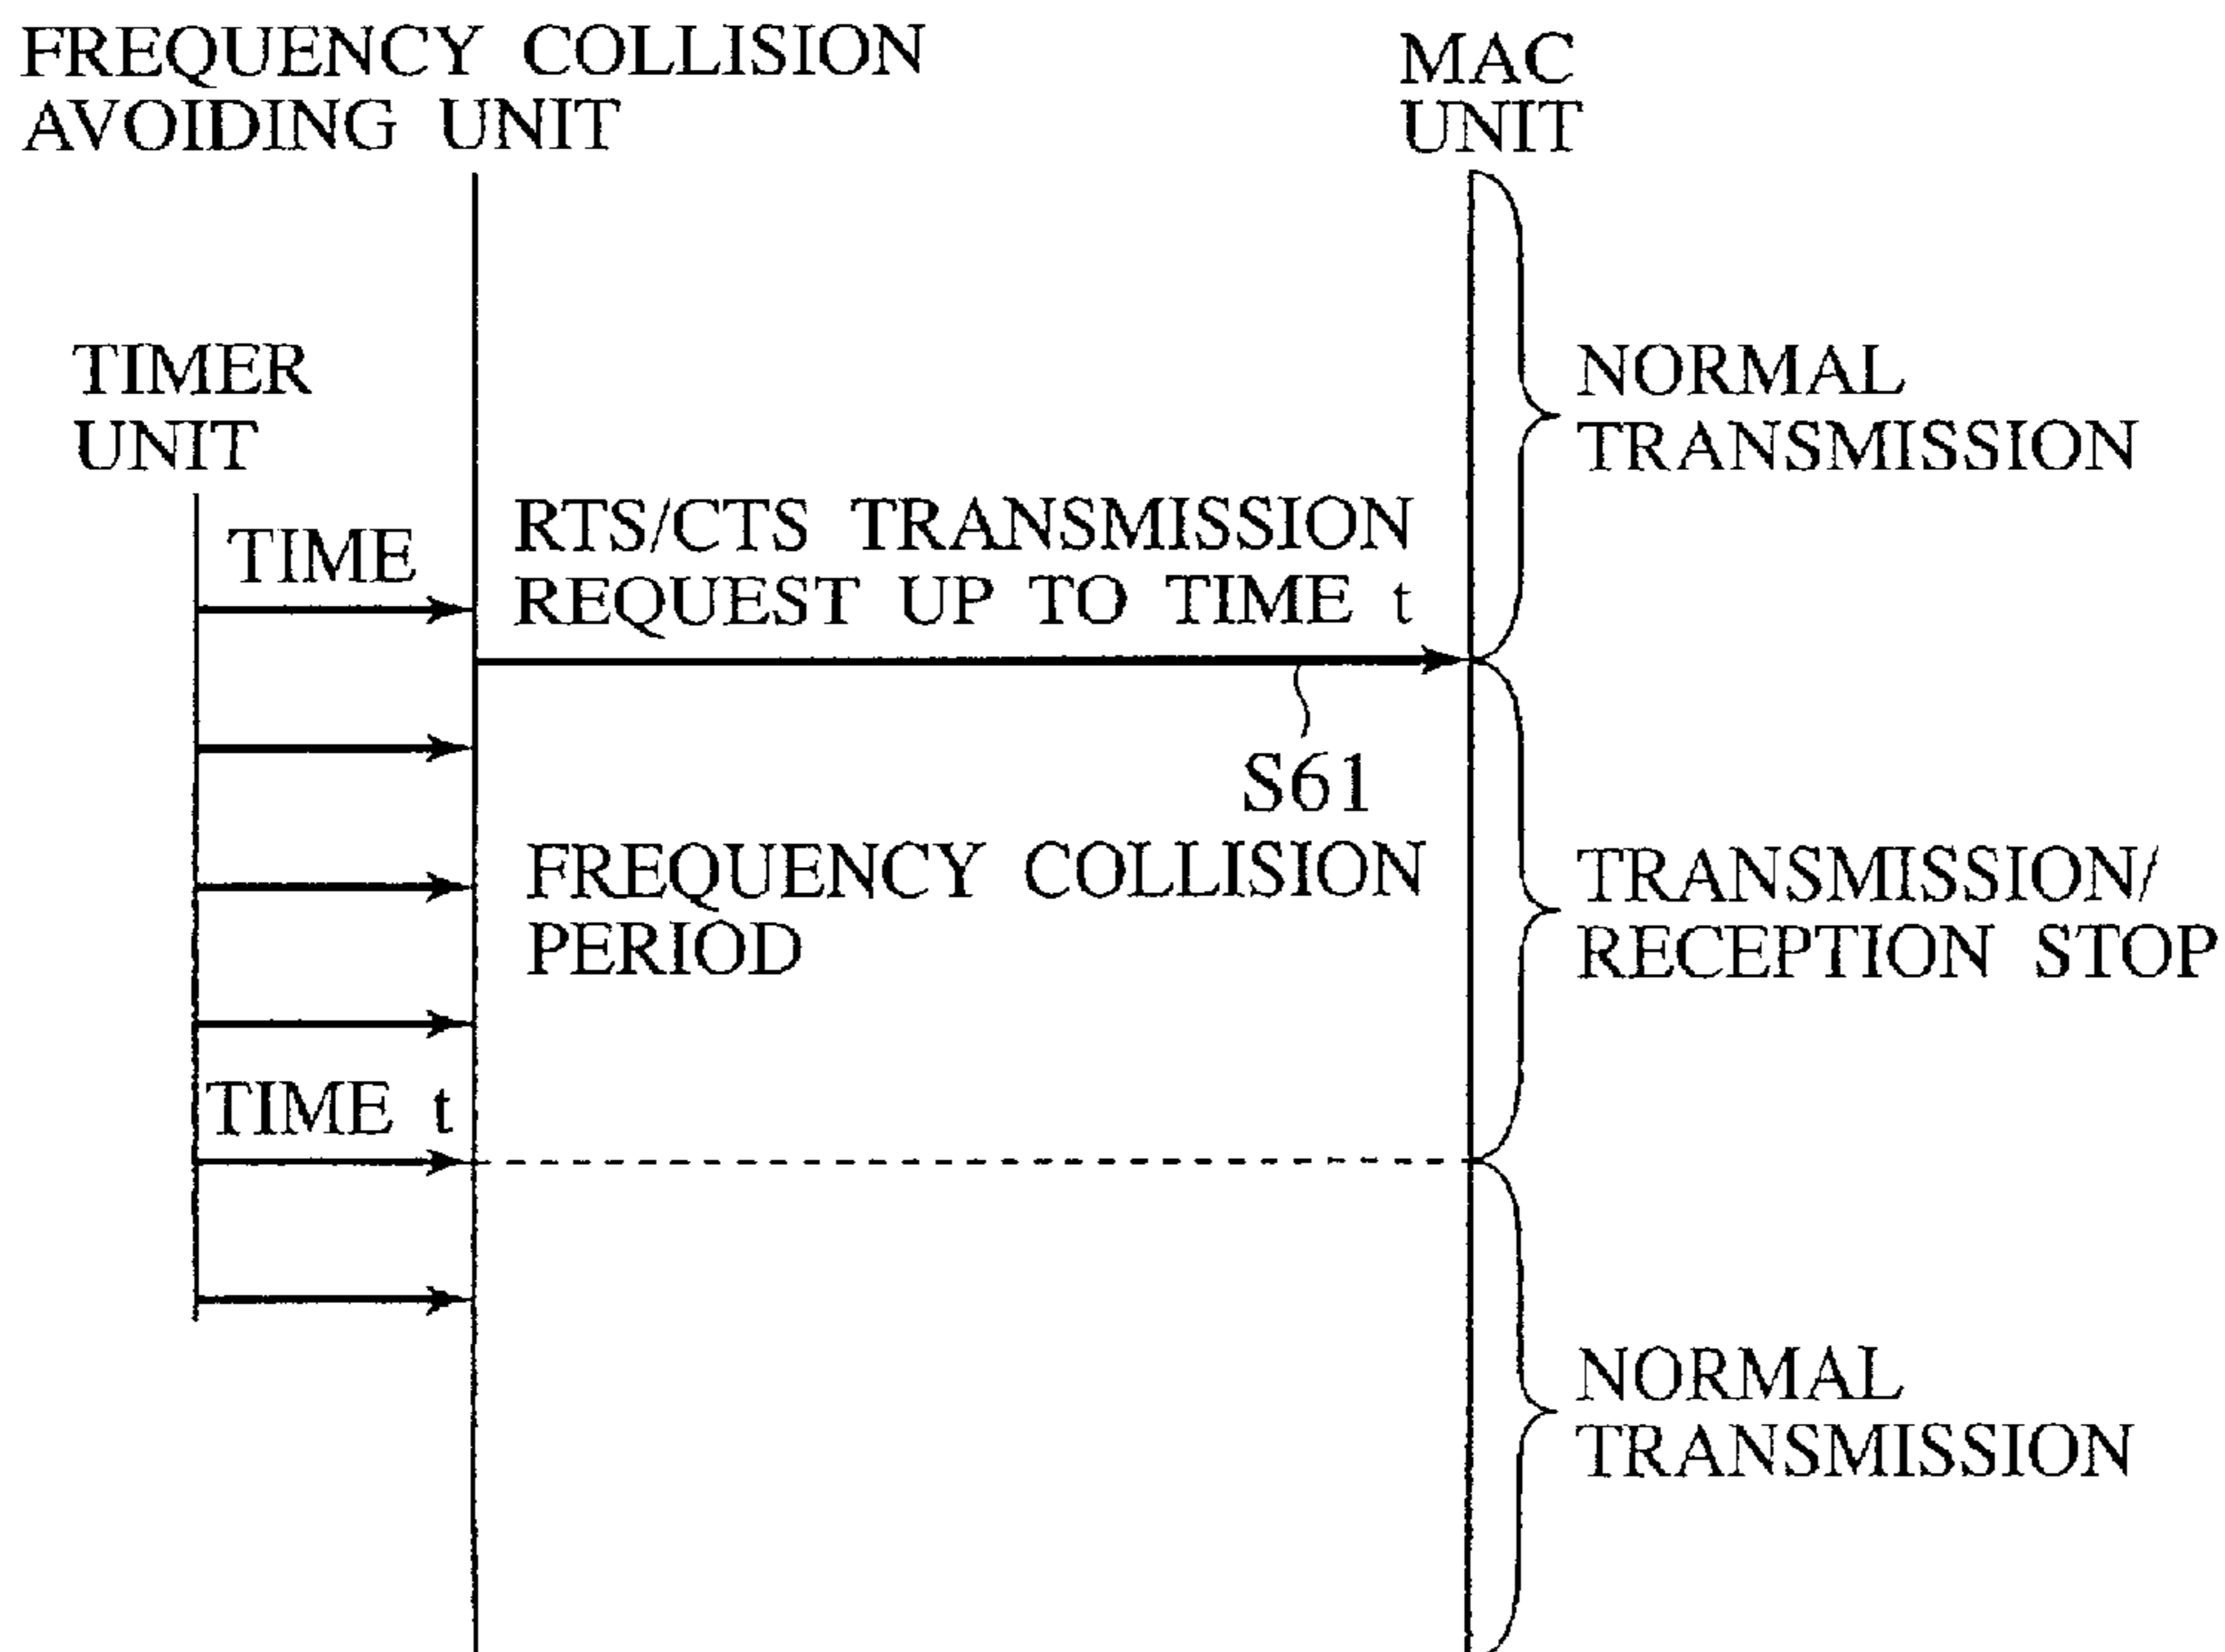 FREQUENCY COLLISION
AVOIDING UNIT
MAC
UNIT
TIMER
UNIT
NORMAL
TRANSMISSION
TIME
RTS/CTS TRANSMISSION
REQUEST UP TO TIME t
S61
FREQUENCY COLLISION
PERIOD
TRANSMISSION/
RECEPTION STOP
TIME t
NORMAL
TRANSMISSION